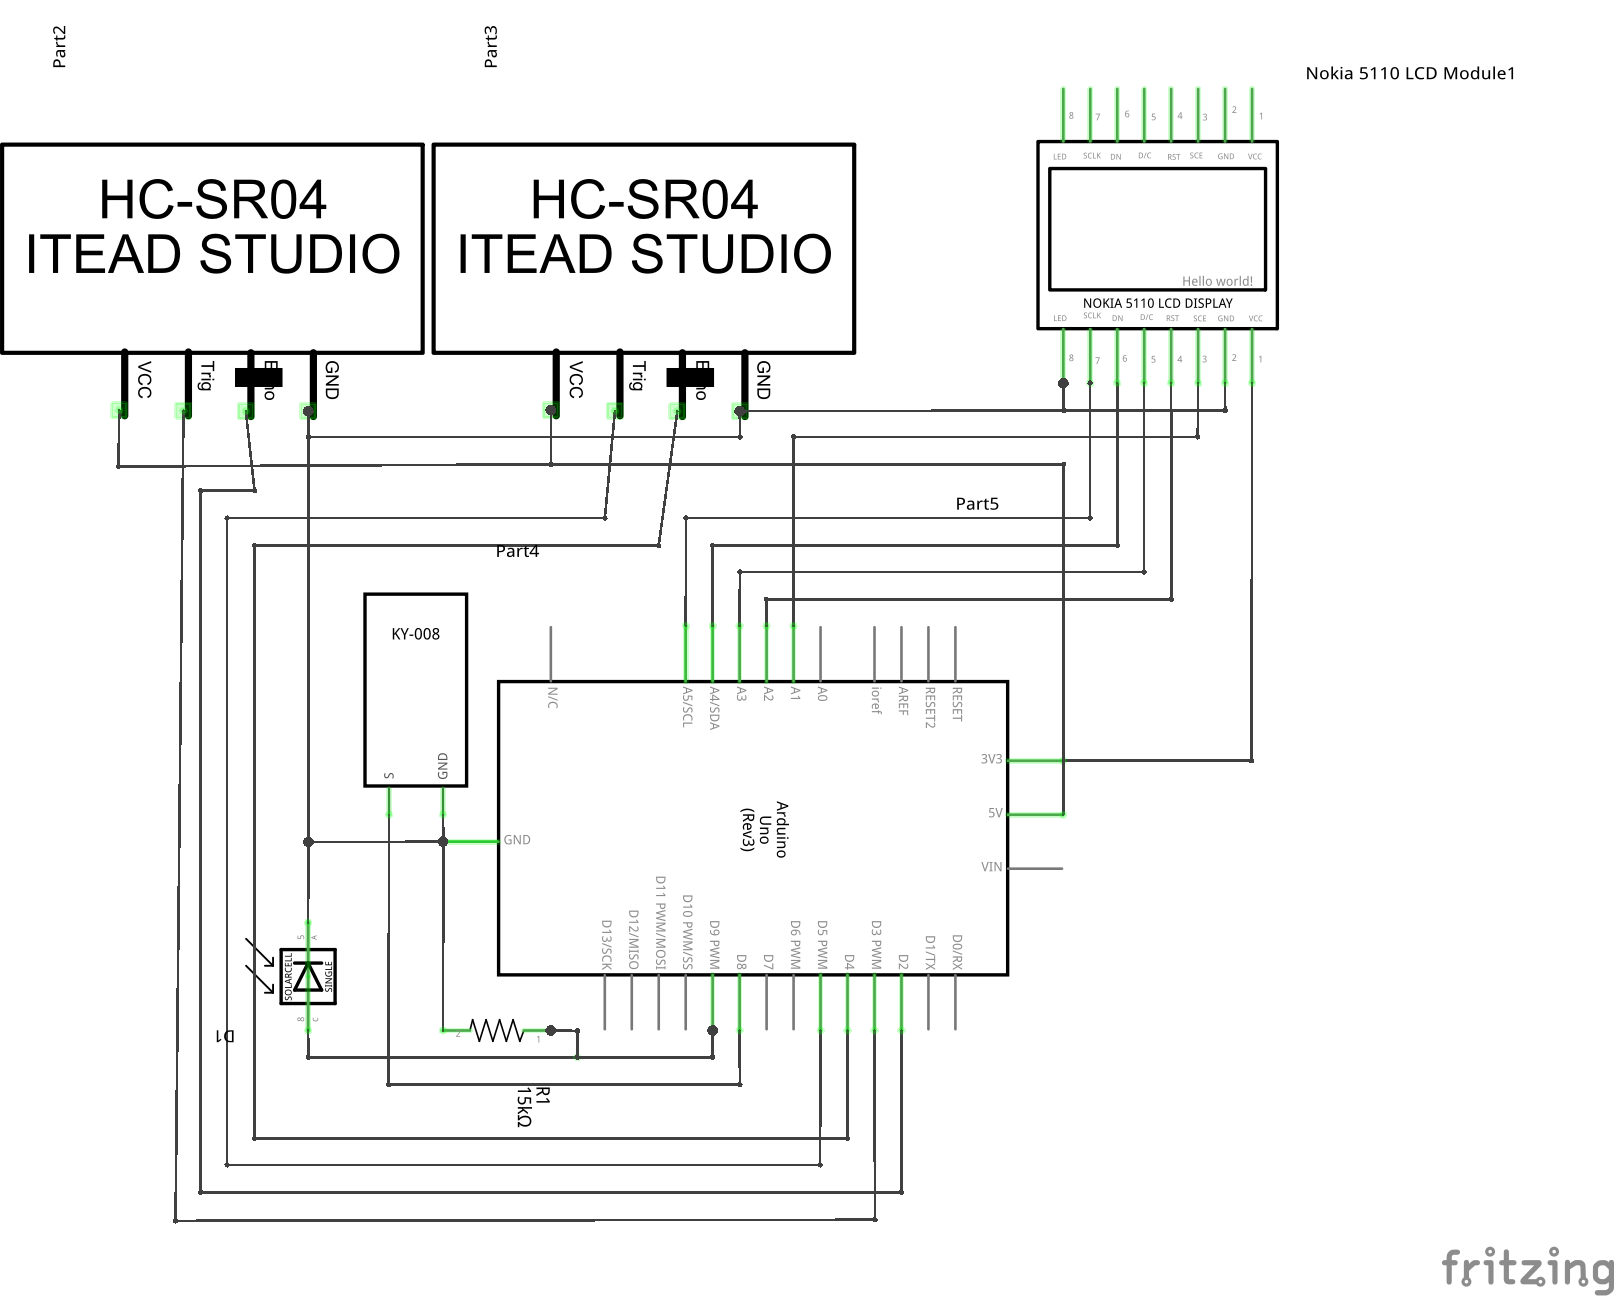 Part2
Part3
Nokia 5110 LCD Module1
8
7
6
5
4
3
2
1
LED
SCLK
DN
D/C
RST
SCE
GND
VCC
HC-SR04
ITEAD STUDIO
HC-SR04
ITEAD STUDIO
Hello world!
NOKIA 5110 LCD DISPLAY
LED
SCLK
DN
D/C
RST
SCE
GND
VCC
8
7
6
5
4
3
2
1
VCC
Trig
GND
VCC
Trig
GND
Part5
Part4
KY-008
S
GND
N/C
A5/SCL
A4/SDA
A3
A2
A1
A0
ioref
AREF
RESET2
RESET
3V3
5V
VIN
GND
Arduino
Uno
(Rev3)
D13/SCK
D12/MISO
D11 PWM/MOSI
D10 PWM/SS
D9 PWM
D8
D7
D6 PWM
D5 PWM
D4
D3 PWM
D2
D1/TX
D0/RX
5
A
SOLARCELL
SINGLE
8
C
D1
2
1
R1
15kΩ
fritzing